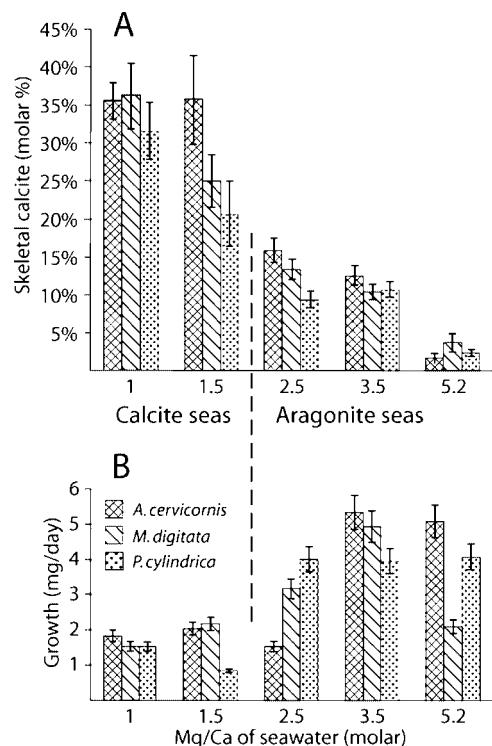 A
Skeletal calcite (molar %)
45%
40%
35%
30%
25%
20%
15%
10%
5%
1 1.5 2.5 3.5 5.2
Calcite seas Aragonite seas
B
A. cervicornis
M. digitata
P. cylindrica
Growth (mg/day)
6
5
4
3
2
1
1 1.5 2.5 3.5 5.2
Mg/Ca of seawater (molar)